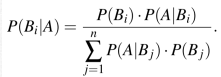 P(B_i|A) = \frac{P(B_i) \cdot P(A|B_i)}{\sum_{j=1}^{n} P(A|B_j) \cdot P(B_j)}.